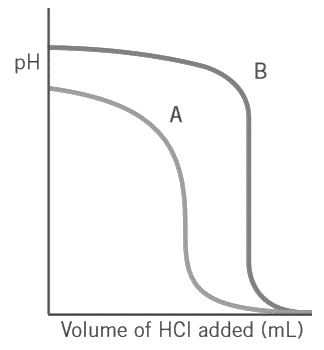 pH
B
A
Volume of HCl added (mL)